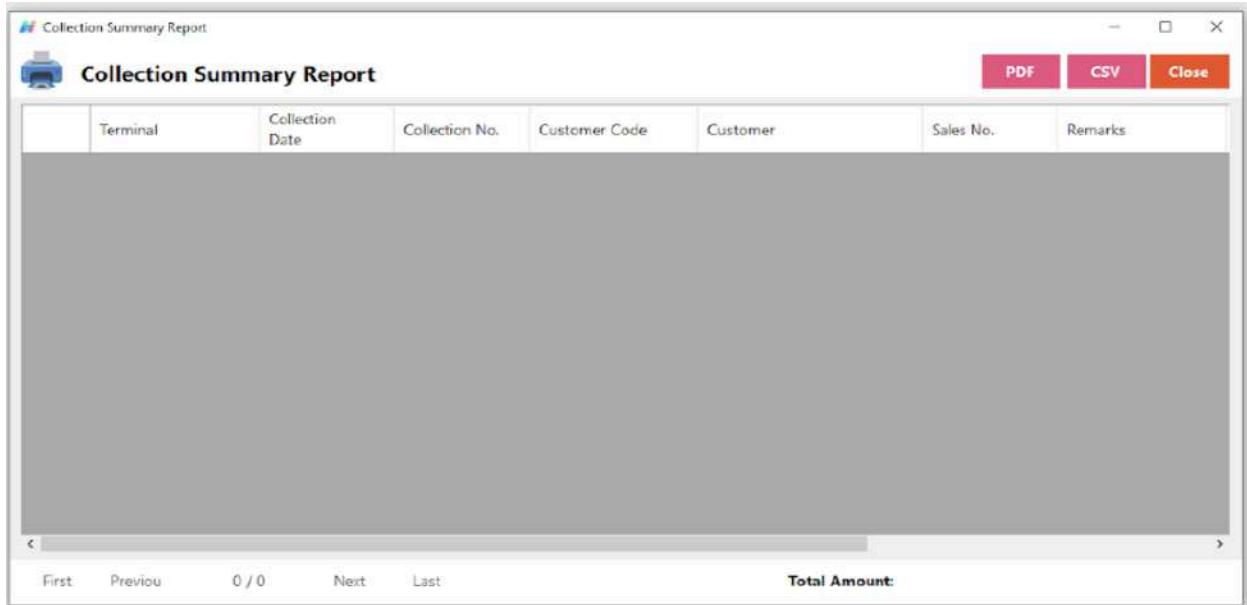 Collection Summary Report
Collection Summary Report
PDF CSV Close
Terminal Collection Date Collection No. Customer Code Customer Sales No. Remarks
First Previou 0 / 0 Next Last Total Amount: